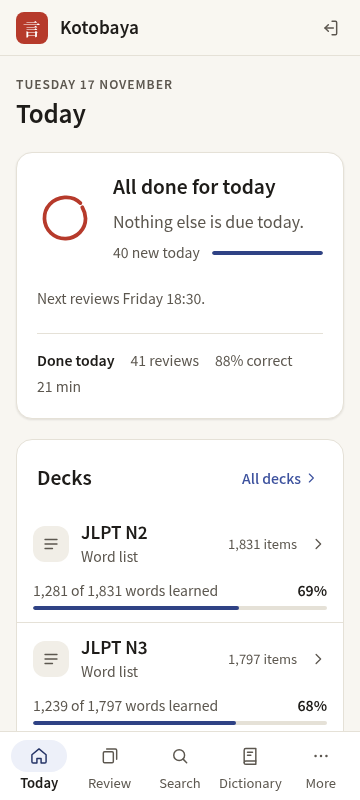 言 Kotobaya
TUESDAY 17 NOVEMBER
Today
All done for today
Nothing else is due today.
40 new today
Next reviews Friday 18:30.
Done today 41 reviews 88% correct
21 min
Decks All decks
JLPT N2
Word list
1,831 items
1,281 of 1,831 words learned 69%
JLPT N3
Word list
1,797 items
1,239 of 1,797 words learned 68%
Today Review Search Dictionary More